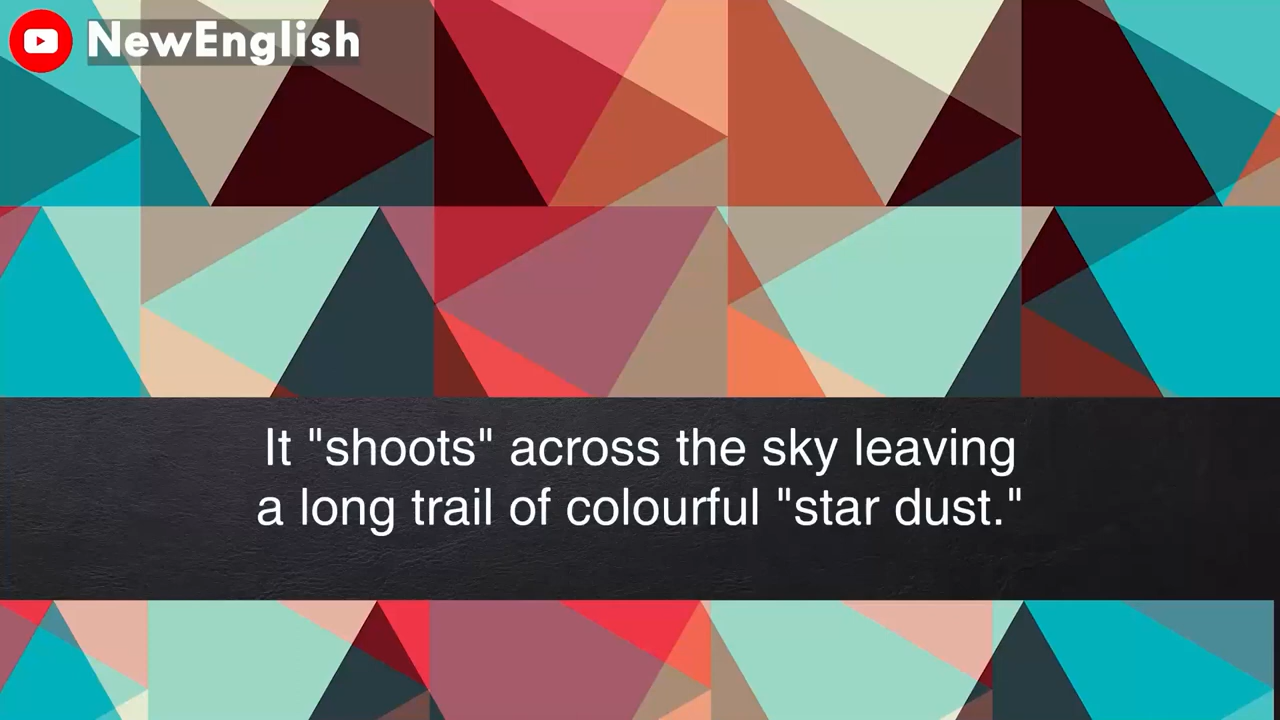 NewEnglish
It "shoots" across the sky leaving
a long trail of colourful "star dust."